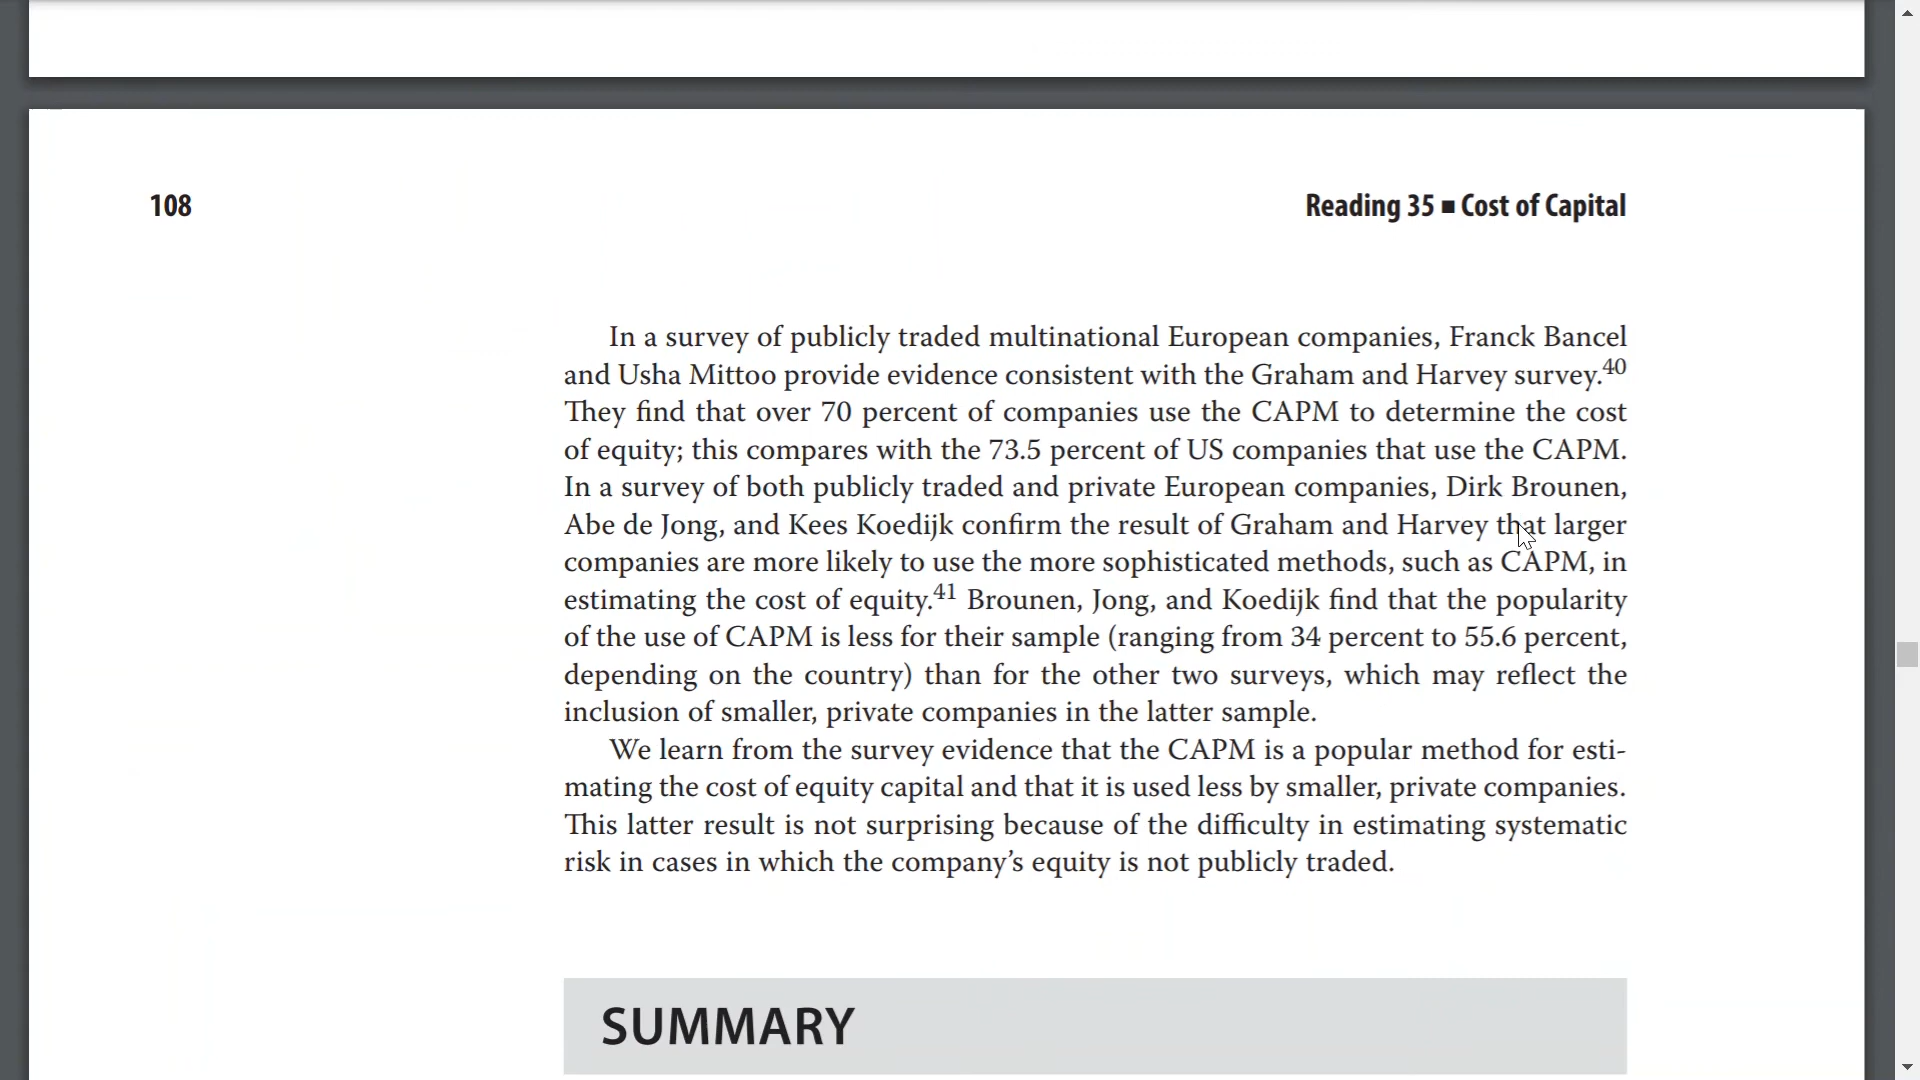 108
Reading 35 ■ Cost of Capital
In a survey of publicly traded multinational European companies, Franck Bancel
and Usha Mittoo provide evidence consistent with the Graham and Harvey survey.40
They find that over 70 percent of companies use the CAPM to determine the cost
of equity; this compares with the 73.5 percent of US companies that use the CAPM.
In a survey of both publicly traded and private European companies, Dirk Brounen,
Abe de Jong, and Kees Koedijk confirm the result of Graham and Harvey that larger
companies are more likely to use the more sophisticated methods, such as CAPM, in
estimating the cost of equity.41 Brounen, Jong, and Koedijk find that the popularity
of the use of CAPM is less for their sample (ranging from 34 percent to 55.6 percent,
depending on the country) than for the other two surveys, which may reflect the
inclusion of smaller, private companies in the latter sample.
We learn from the survey evidence that the CAPM is a popular method for esti-
mating the cost of equity capital and that it is used less by smaller, private companies.
This latter result is not surprising because of the difficulty in estimating systematic
risk in cases in which the company’s equity is not publicly traded.
SUMMARY